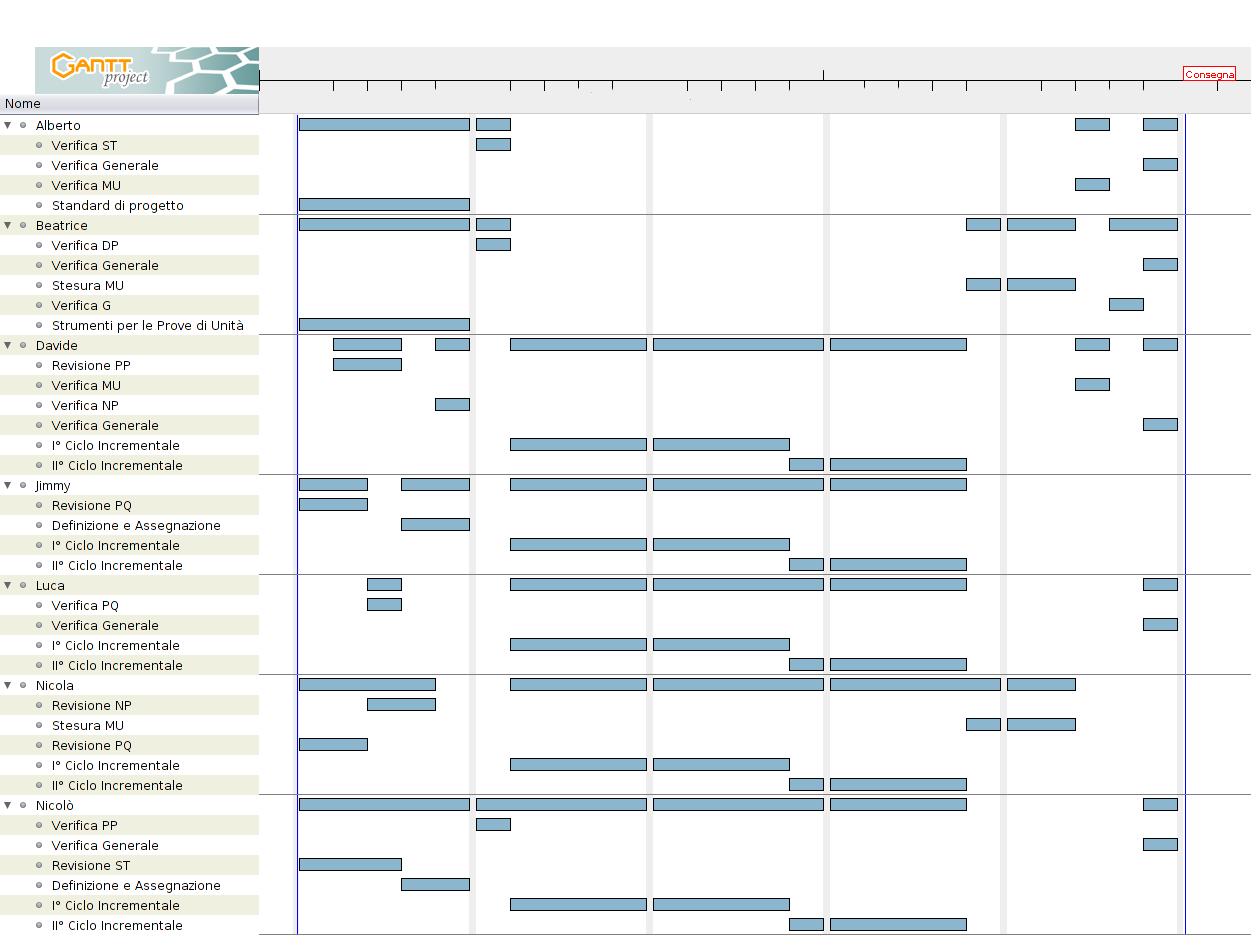 GANTT
project
Consegna
Nome
Alberto
Verifica ST
Verifica Generale
Verifica MU
Standard di progetto
Beatrice
Verifica DP
Verifica Generale
Stesura MU
Verifica G
Strumenti per le Prove di Unità
Davide
Revisione PP
Verifica MU
Verifica NP
Verifica Generale
I° Ciclo Incrementale
II° Ciclo Incrementale
Jimmy
Revisione PQ
Definizione e Assegnazione
I° Ciclo Incrementale
II° Ciclo Incrementale
Luca
Verifica PQ
Verifica Generale
I° Ciclo Incrementale
II° Ciclo Incrementale
Nicola
Revisione NP
Stesura MU
Revisione PQ
I° Ciclo Incrementale
II° Ciclo Incrementale
Nicolò
Verifica PP
Verifica Generale
Revisione ST
Definizione e Assegnazione
I° Ciclo Incrementale
II° Ciclo Incrementale